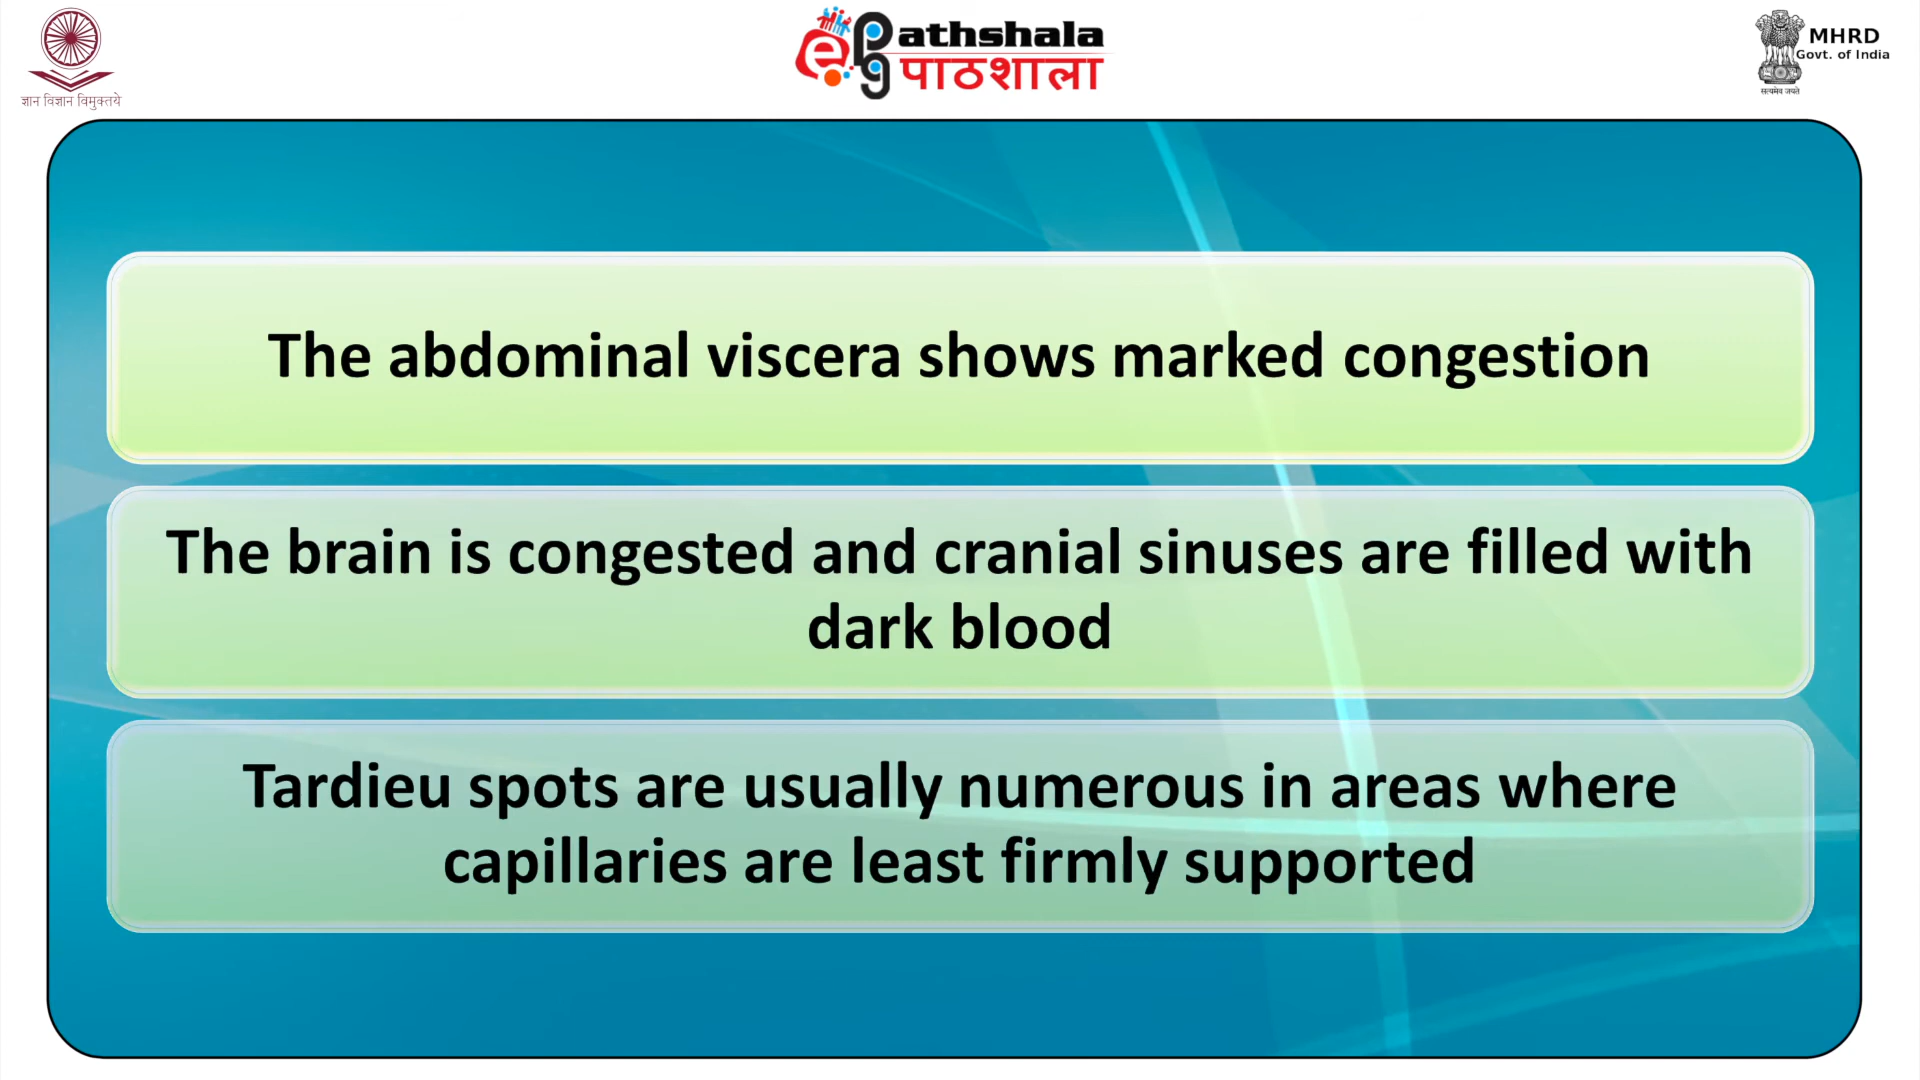 ज्ञान विज्ञान विमुक्तये
ePG athshala
पाठशाला
MHRD
Govt. of India
सत्यमेव जयते
The abdominal viscera shows marked congestion
The brain is congested and cranial sinuses are filled with
dark blood
Tardieu spots are usually numerous in areas where
capillaries are least firmly supported